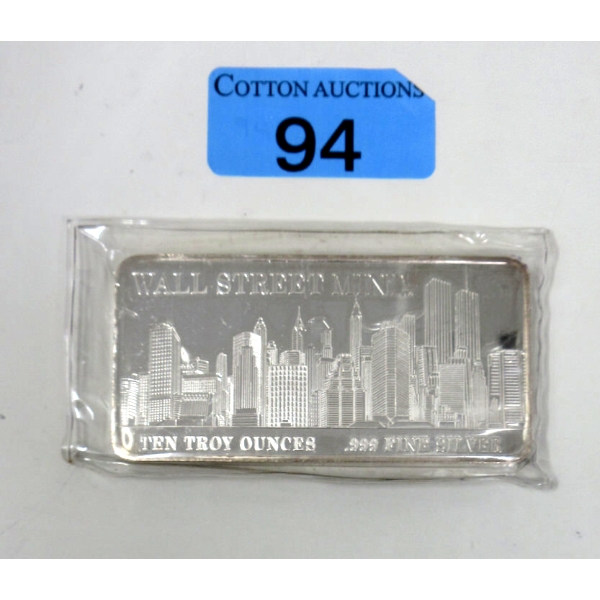 COTTON AUCTIONS
94
WALL STREET MINT
TEN TROY OUNCES .999 FINE SILVER